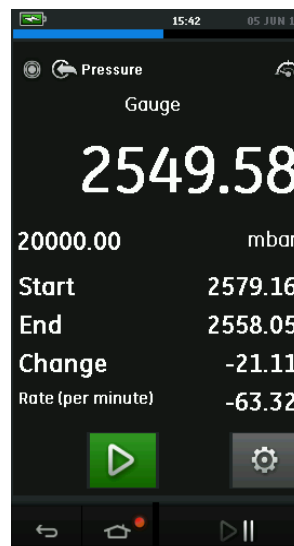 15:42 05 JUN 1
Pressure
Gauge
2549.58
20000.00 mbar
Start 2579.16
End 2558.05
Change -21.11
Rate (per minute) -63.32